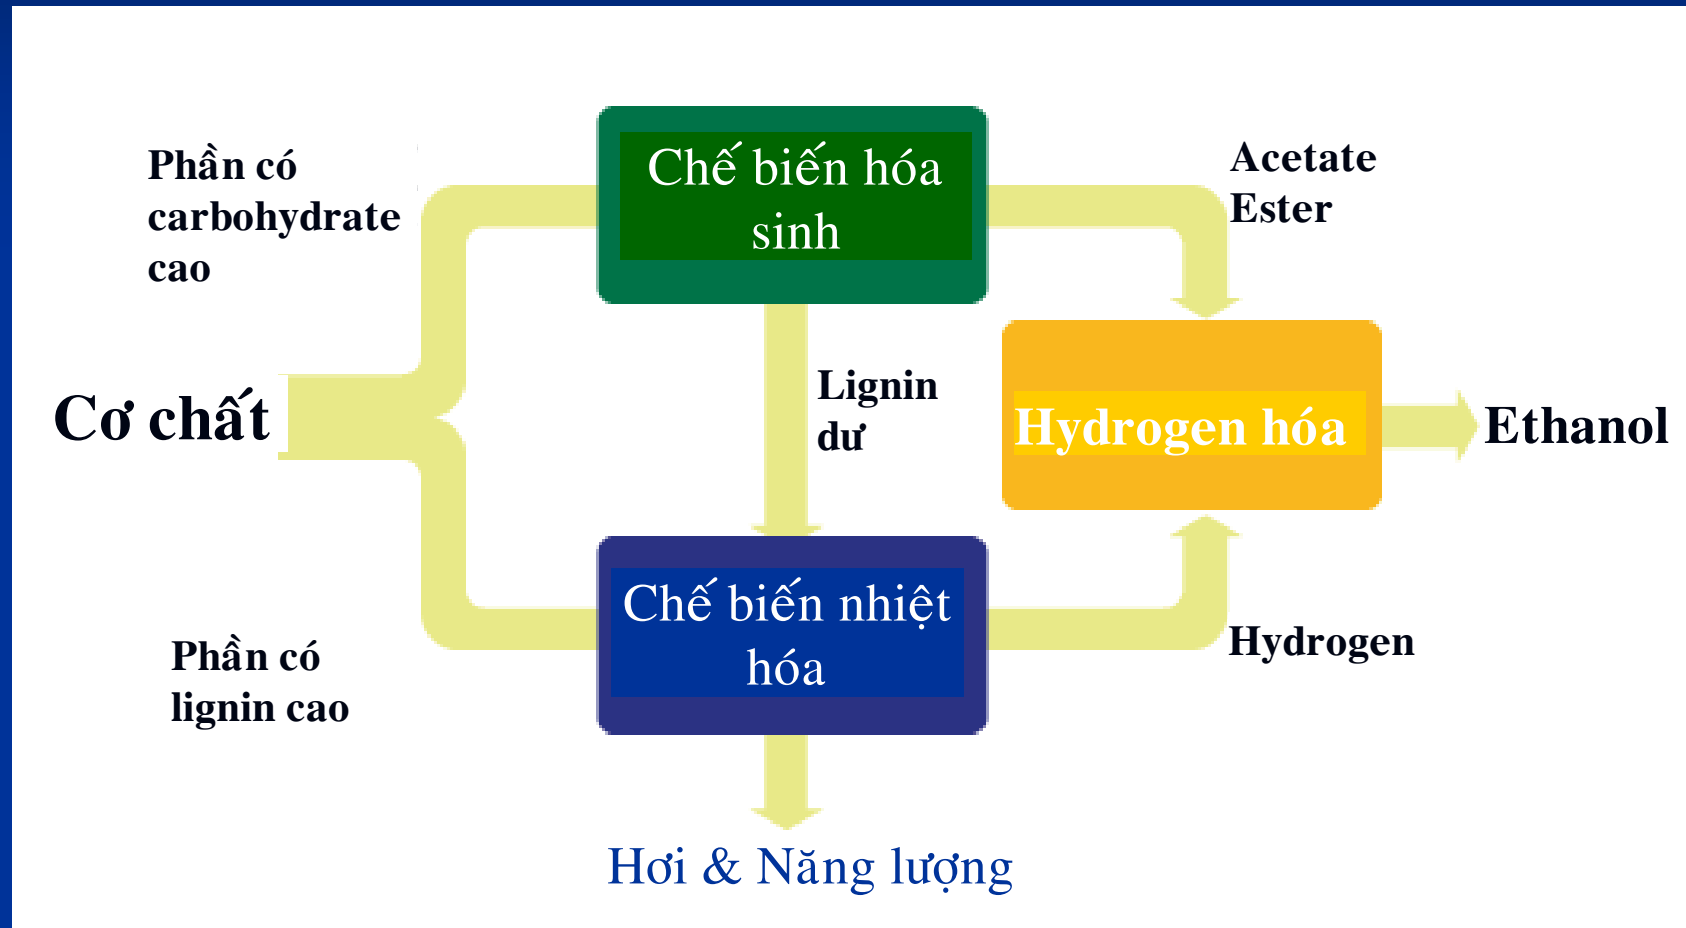 Phần có
carbohydrate
cao
Chế biến hóa
sinh
Acetate
Ester
Cơ chất
Lignin
dư
Hydrogen hóa
Ethanol
Phần có
lignin cao
Chế biến nhiệt
hóa
Hydrogen
Hơi & Năng lượng